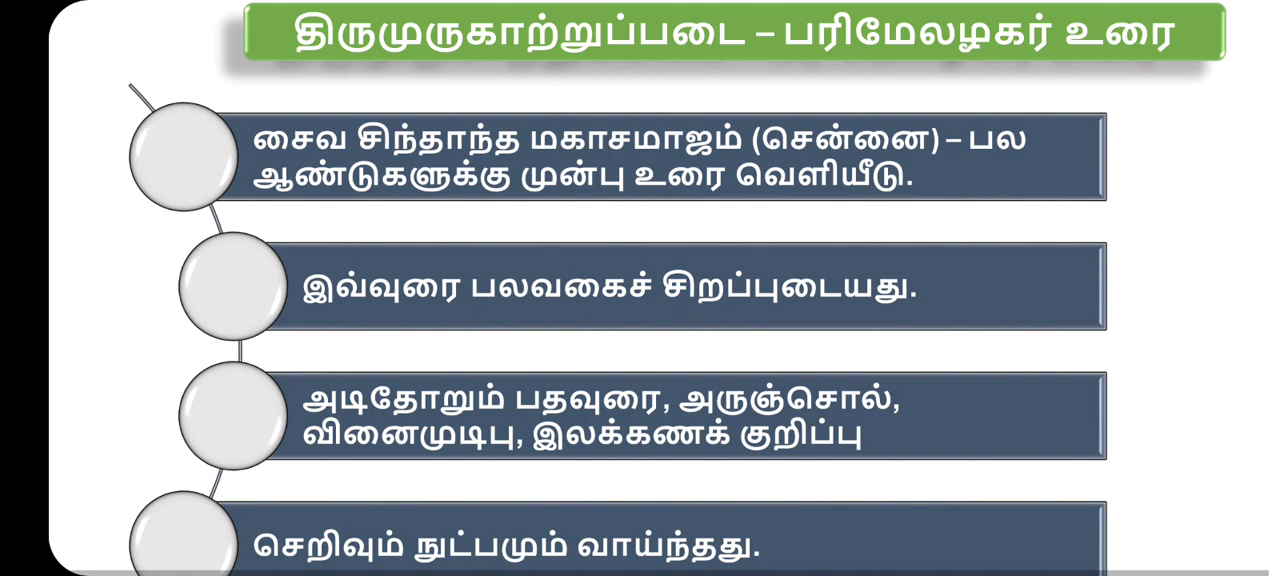 திருமுருகாற்றுப்படை – பரிமேலழகர் உரை
சைவ சிந்தாந்த மகாசமாஜம் (சென்னை) – பல
ஆண்டுகளுக்கு முன்பு உரை வெளியீடு.
இவ்வுரை பலவகைச் சிறப்புடையது.
அடிதோறும் பதவுரை, அருஞ்சொல்,
வினைமுடிபு, இலக்கணக் குறிப்பு
செறிவும் நுட்பமும் வாய்ந்தது.